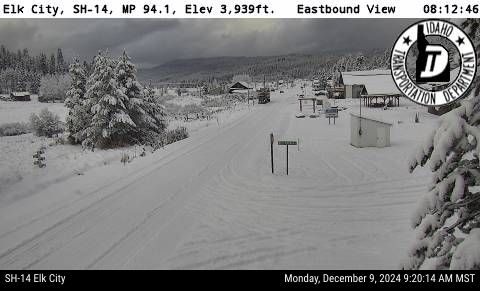 Elk City, SH-14, MP 94.1, Elev 3,939ft. Eastbound View 08:12:46
IDAHO
TRANSPORTATION DEPARTMENT
SH-14 Elk City Monday, December 9, 2024 9:20:14 AM MST